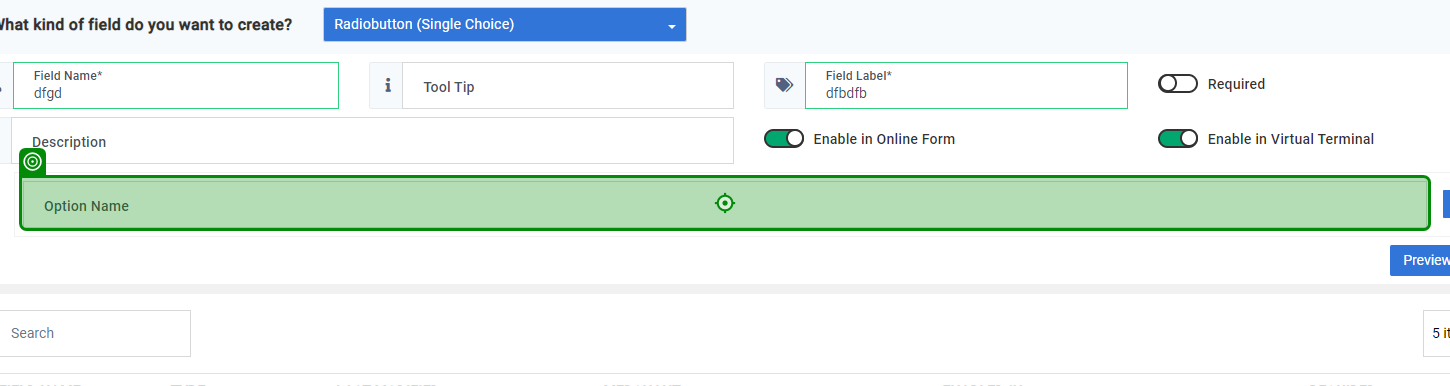 What kind of field do you want to create?
Radiobutton (Single Choice)
Field Name*
dfgd
Tool Tip
Field Label*
dfbdfb
Required
Description
Enable in Online Form
Enable in Virtual Terminal
Option Name
Preview
Search
5 it